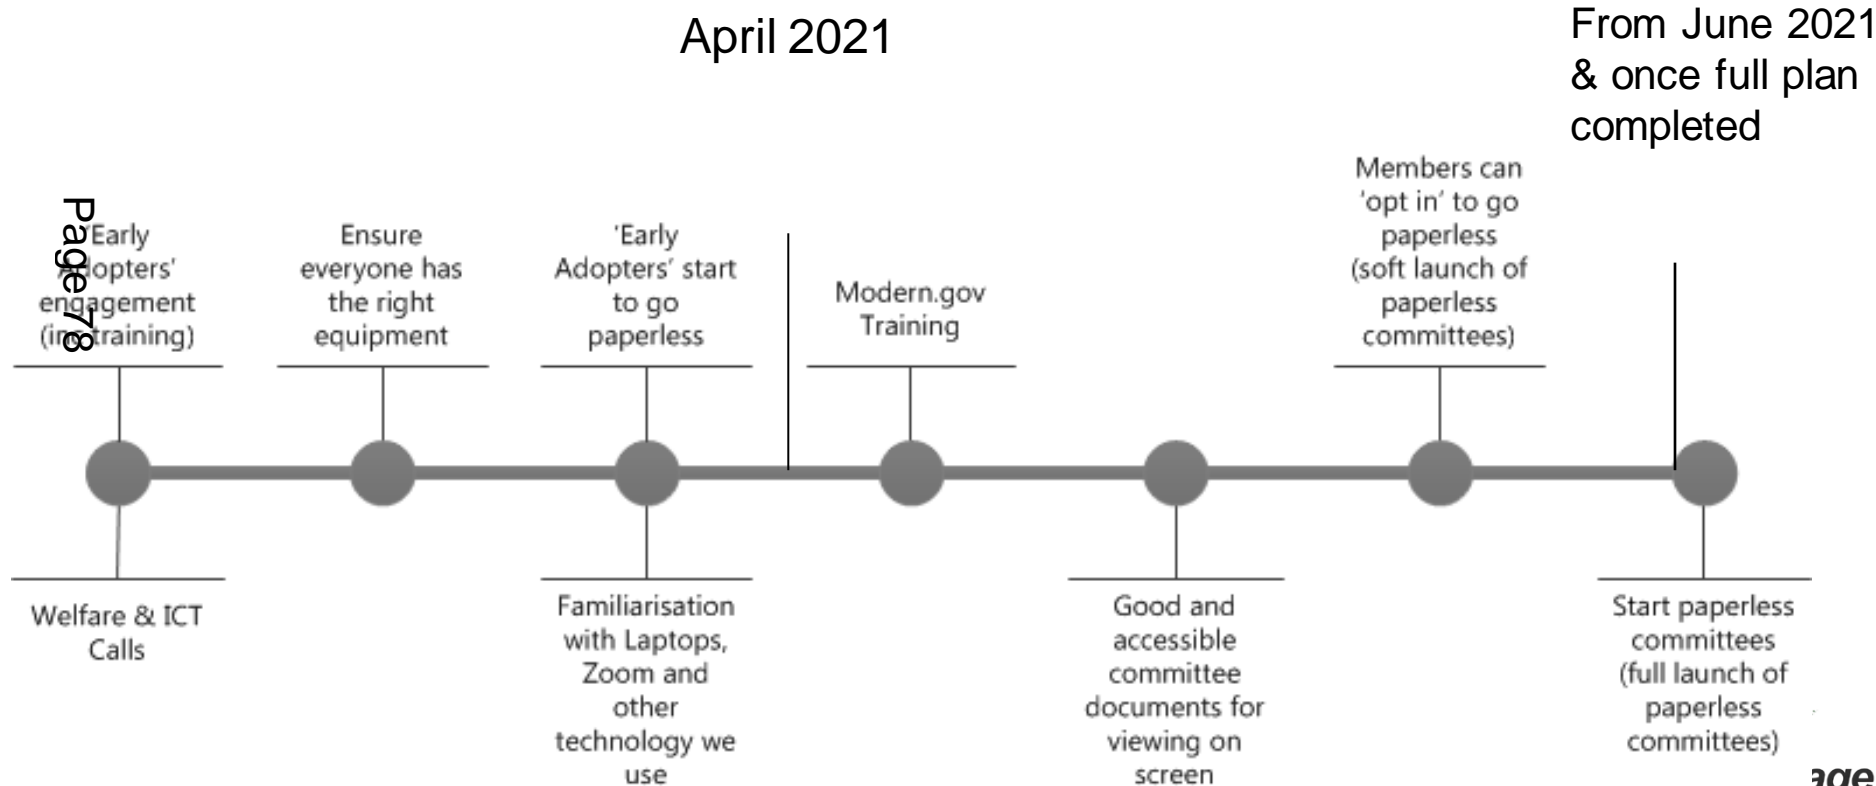 April 2021
From June 2021
& once full plan
completed
Page 78
'Early
Adopters'
engagement
(inc training)
Ensure
everyone has
the right
equipment
'Early
Adopters' start
to go
paperless
Modern.gov
Training
Members can
'opt in' to go
paperless
(soft launch of
paperless
committees)
Welfare & ICT
Calls
Familiarisation
with Laptops,
Zoom and
other
technology we
use
Good and
accessible
committee
documents for
viewing on
screen
Start paperless
committees
(full launch of
paperless
committees)